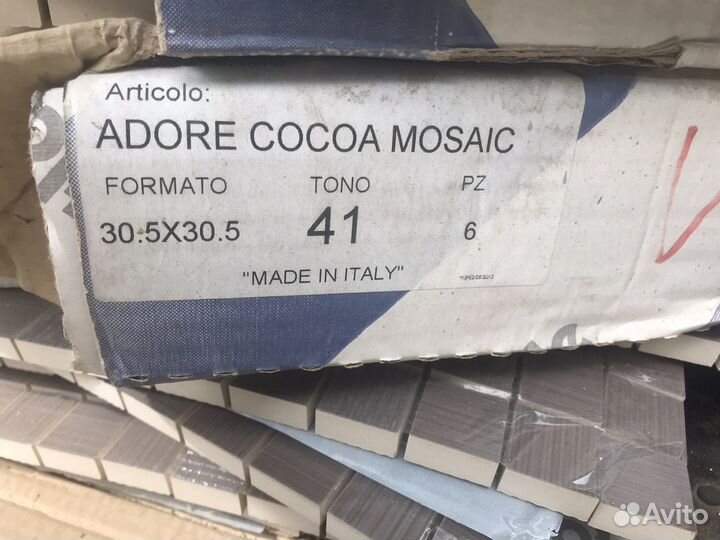 Articolo:
ADORE COCOA MOSAIC
FORMATO TONO PZ
30.5X30.5 41 6
"MADE IN ITALY"
Avito